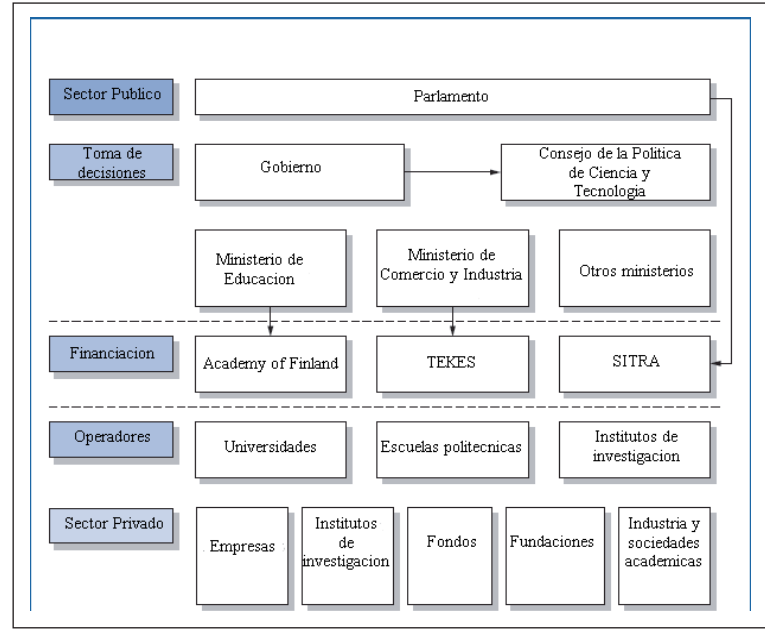 Sector Publico
Parlamento
Toma de
decisiones
Gobierno
Consejo de la Politica
de Ciencia y
Tecnologia
Ministerio de
Educacion
Ministerio de
Comercio y Industria
Otros ministerios
Financiacion
Academy of Finland
TEKES
SITRA
Operadores
Universidades
Escuelas politecnicas
Institutos de
investigacion
Sector Privado
Empresas
Institutos
de
investigacion
Fondos
Fundaciones
Industria y
sociedades
academicas